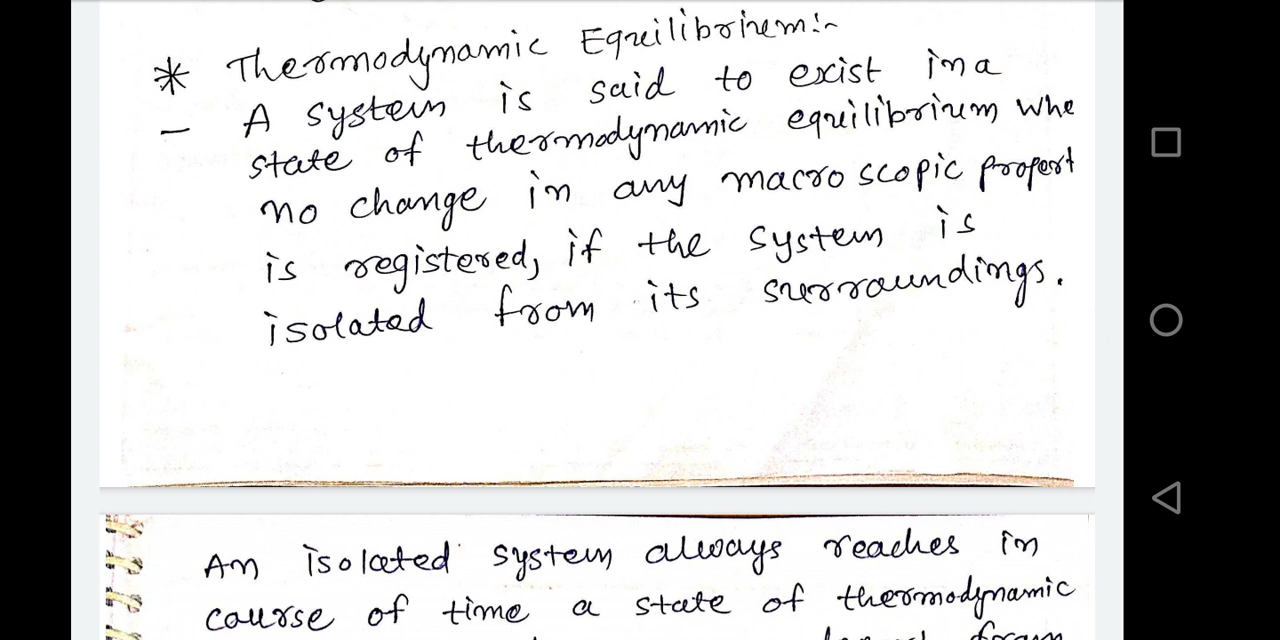 * Thermodynamic Equilibrium:-
- A system is said to exist in a
state of thermodynamic equilibrium whe
no change in any macroscopic propert
is registered, if the system is
isolated from its surroundings.
An isolated system always reaches in
course of time a state of thermodynamic